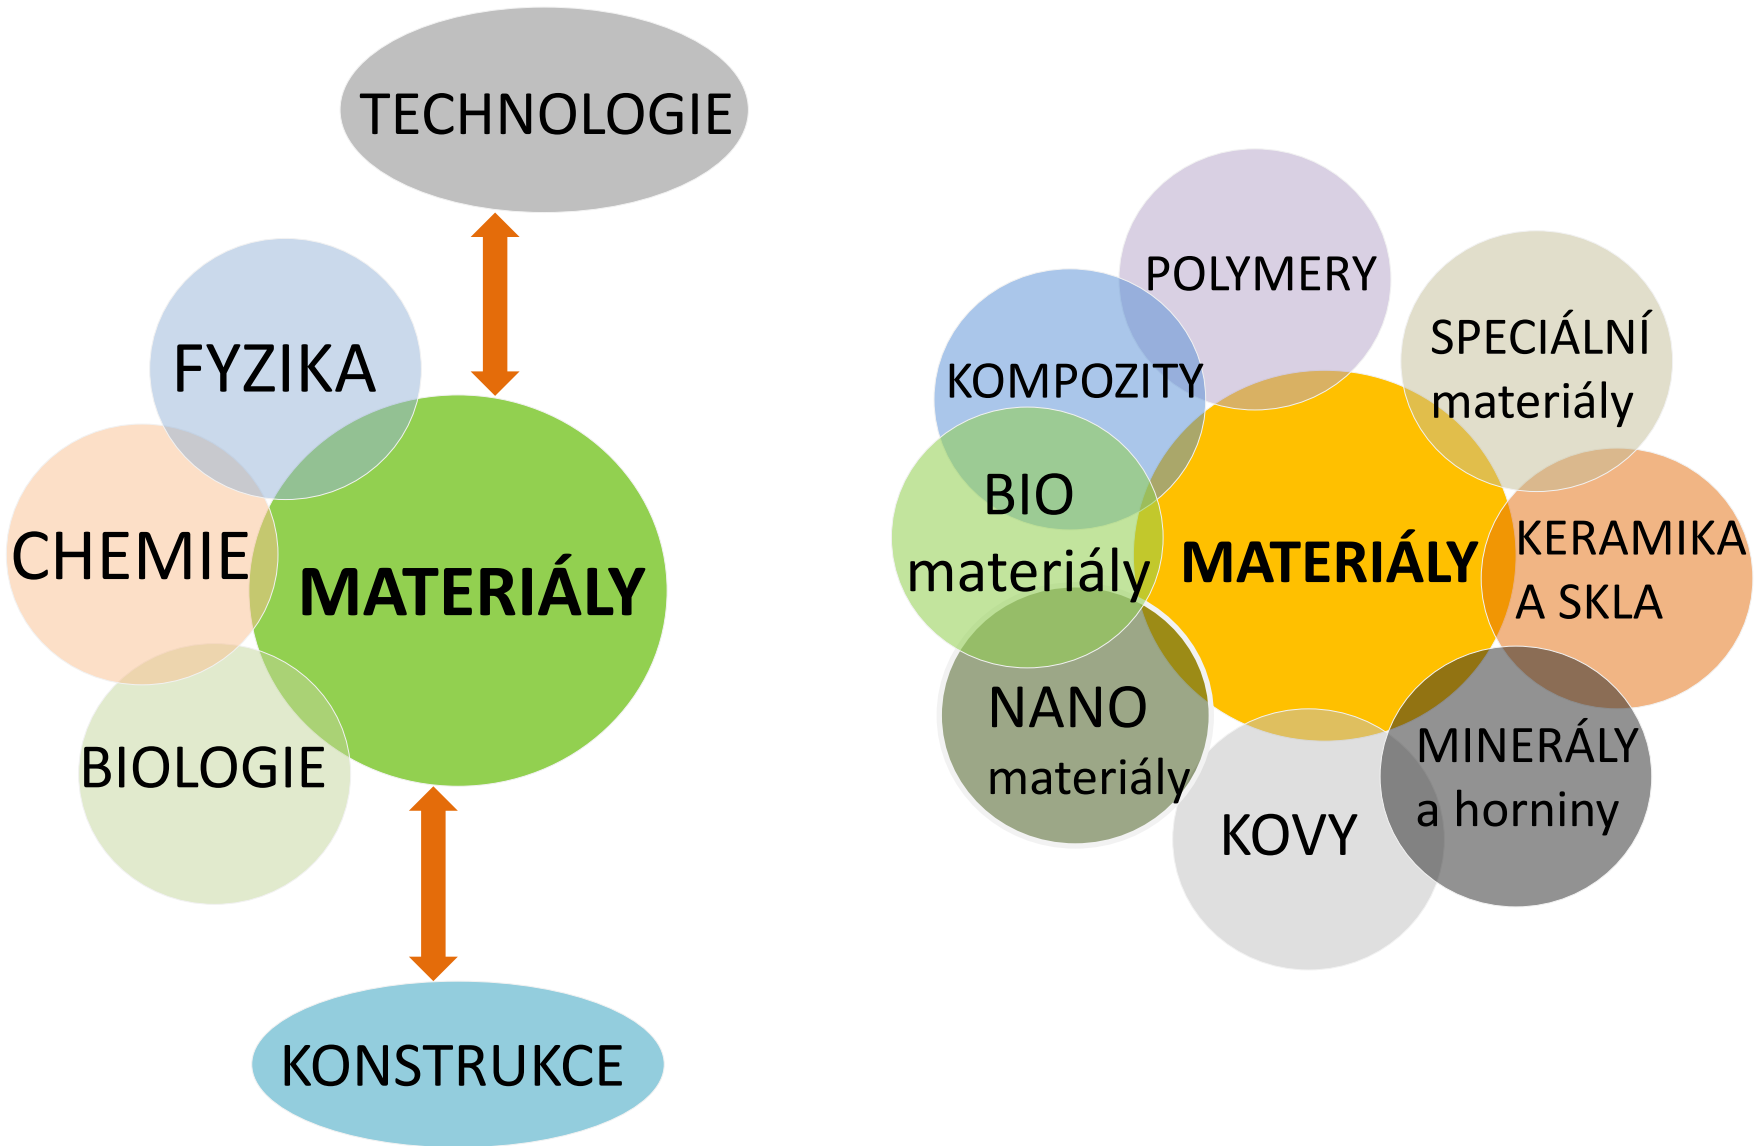 TECHNOLOGIE
FYZIKA
CHEMIE
MATERIÁLY
BIOLOGIE
KONSTRUKCE
POLYMERY
SPECIÁLNÍ
materiály
KOMPOZITY
BIO
materiály
MATERIÁLY
KERAMIKA
A SKLA
NANO
materiály
MINERÁLY
a horniny
KOVY